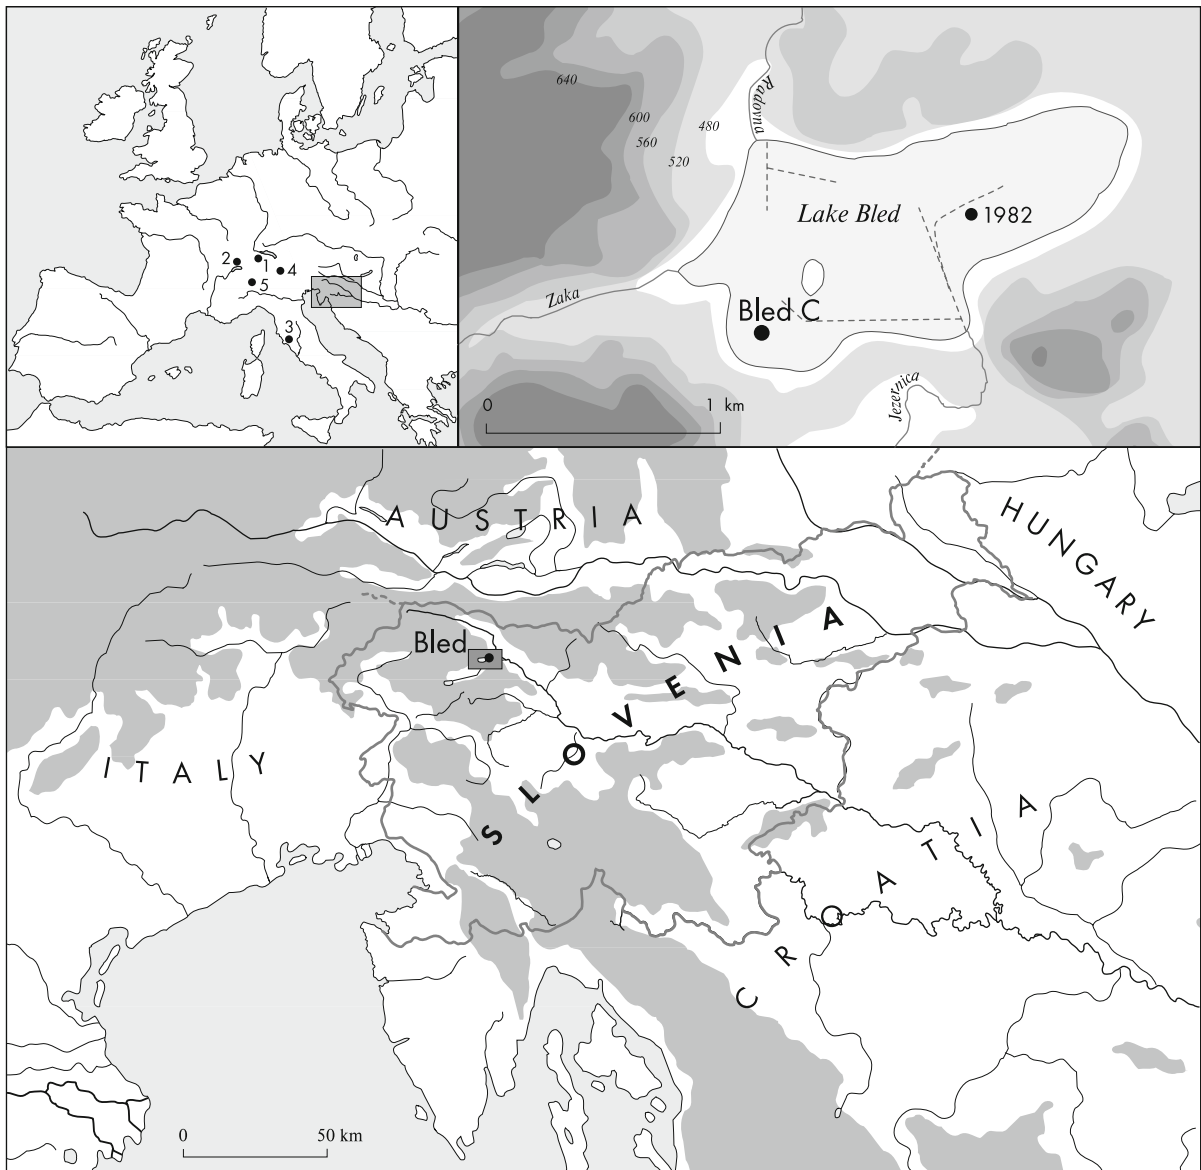 2
1
4
5
3
640
600
560
520
480
Radovna
Lake Bled
1982
Zaka
Bled C
Jezernica
0 1 km
AUSTRIA
HUNGARY
Bled
SLOVENIA
ITALY
CROATIA
0 50 km